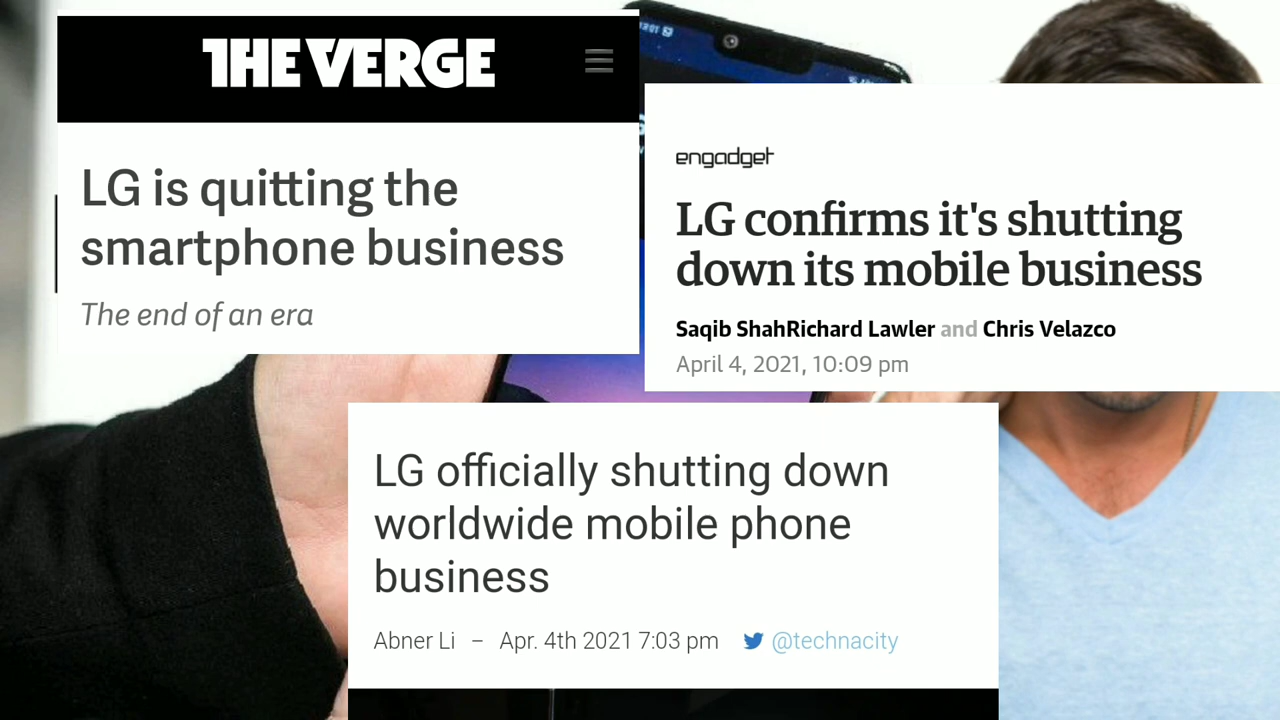 THE VERGE
LG is quitting the
smartphone business
The end of an era
engadget
LG confirms it's shutting
down its mobile business
Saqib ShahRichard Lawler and Chris Velazco
April 4, 2021, 10:09 pm
LG officially shutting down
worldwide mobile phone
business
Abner Li – Apr. 4th 2021 7:03 pm @technacity